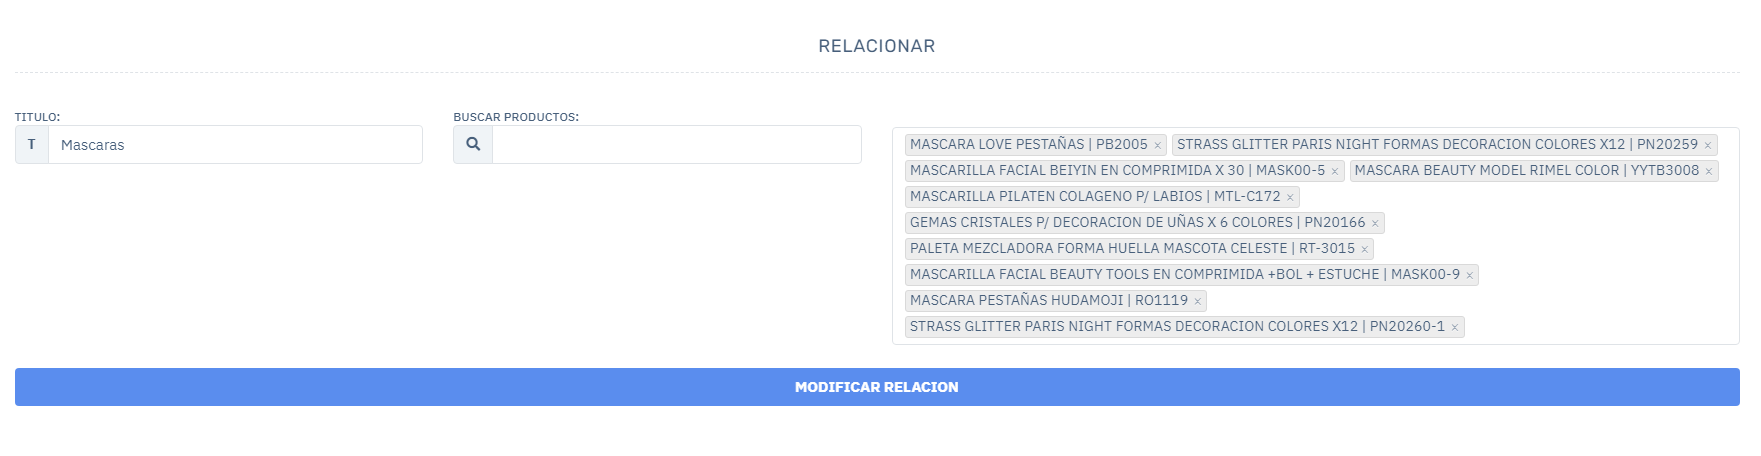 RELACIONAR
TITULO:
T Mascaras
BUSCAR PRODUCTOS:
MASCARA LOVE PESTAÑAS | PB2005 × STRASS GLITTER PARIS NIGHT FORMAS DECORACION COLORES X12 | PN20259 ×
MASCARILLA FACIAL BEIYIN EN COMPRIMIDA X 30 | MASK00-5 × MASCARA BEAUTY MODEL RIMEL COLOR | YYTB3008 ×
MASCARILLA PILATEN COLAGENO P/ LABIOS | MTL-C172 ×
GEMAS CRISTALES P/ DECORACION DE UÑAS X 6 COLORES | PN20166 ×
PALETA MEZCLADORA FORMA HUELLA MASCOTA CELESTE | RT-3015 ×
MASCARILLA FACIAL BEAUTY TOOLS EN COMPRIMIDA +BOL + ESTUCHE | MASK00-9 ×
MASCARA PESTAÑAS HUDAMOJI | RO1119 ×
STRASS GLITTER PARIS NIGHT FORMAS DECORACION COLORES X12 | PN20260-1 ×
MODIFICAR RELACION